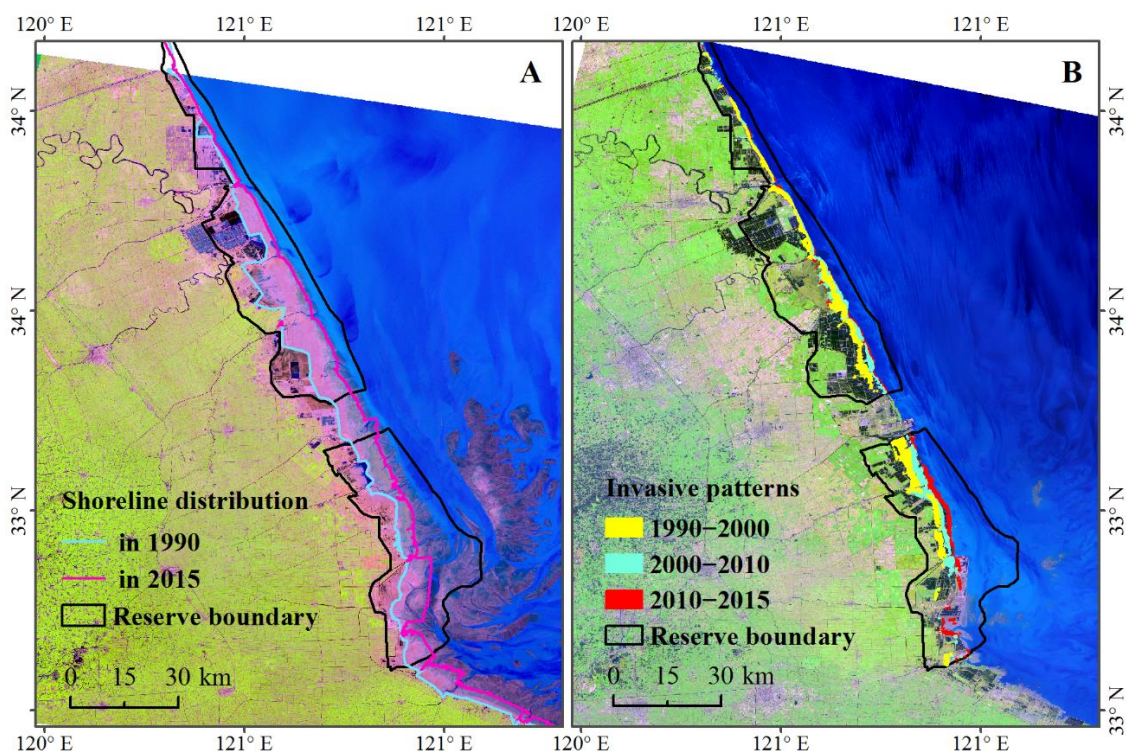 120° E 121° E 121° E 120° E 121° E 121° E
A B
34° N 34° N
34° N 34° N
33° N 33° N
33° N
Shoreline distribution
in 1990
in 2015
Reserve boundary
0 15 30 km
Invasive patterns
1990−2000
2000−2010
2010−2015
Reserve boundary
0 15 30 km
120° E 121° E 121° E 120° E 121° E 121° E